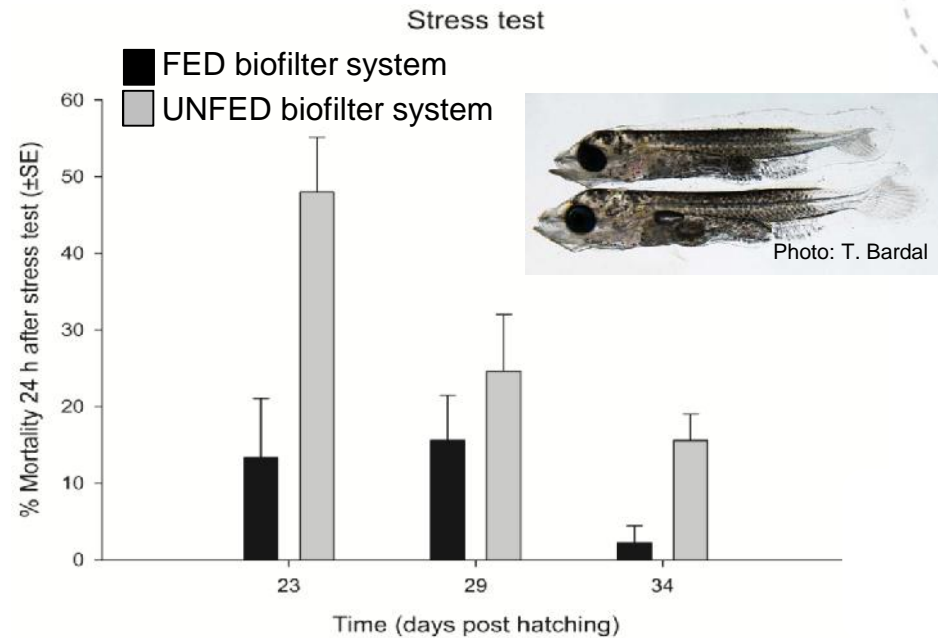 Stress test
FED biofilter system
UNFED biofilter system
60
50
40
30
20
10
0
% Mortality 24 h after stress test (±SE)
Photo: T. Bardal
23
29
34
Time (days post hatching)